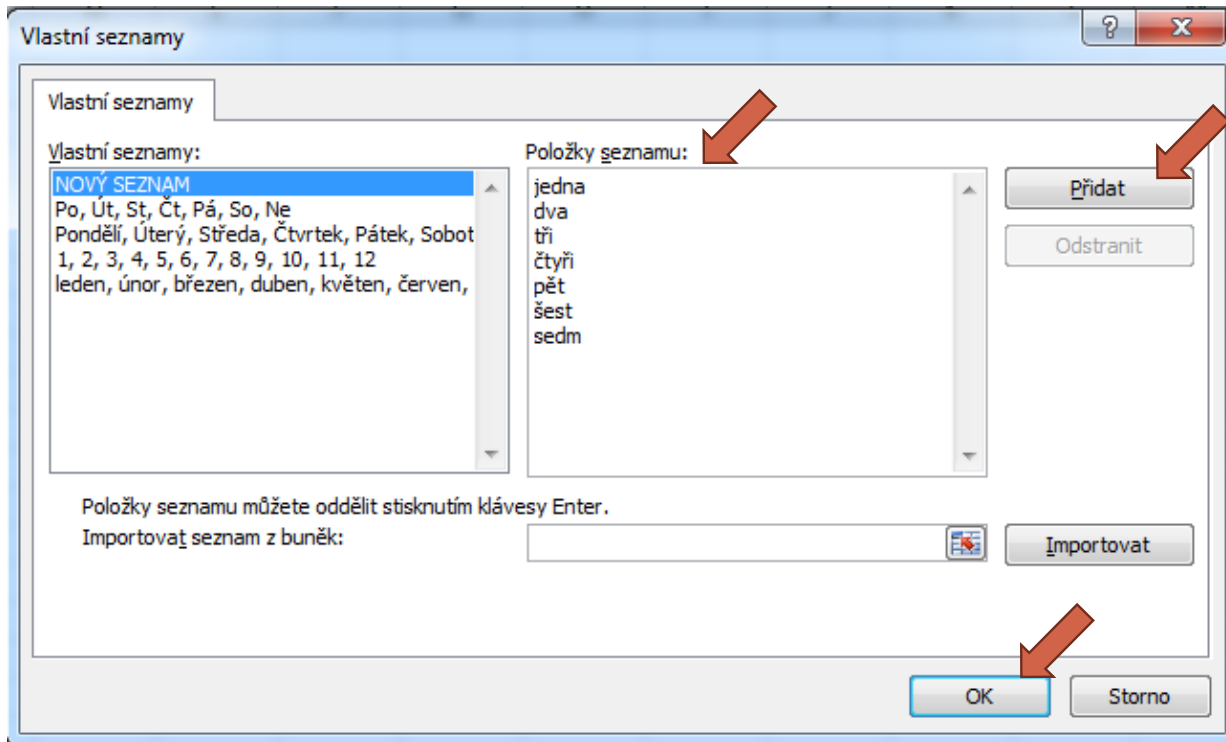 Vlastní seznamy
Vlastní seznamy
Vlastní seznamy:
NOVÝ SEZNAM
Po, Út, St, Čt, Pá, So, Ne
Pondělí, Úterý, Středa, Čtvrtek, Pátek, Sobot
1, 2, 3, 4, 5, 6, 7, 8, 9, 10, 11, 12
leden, únor, březen, duben, květen, červen,
Položky seznamu:
jedna
dva
tři
čtyři
pět
šest
sedm
Přidat
Odstranit
Položky seznamu můžete oddělit stisknutím klávesy Enter.
Importovat seznam z buněk:
Importovat
OK
Storno